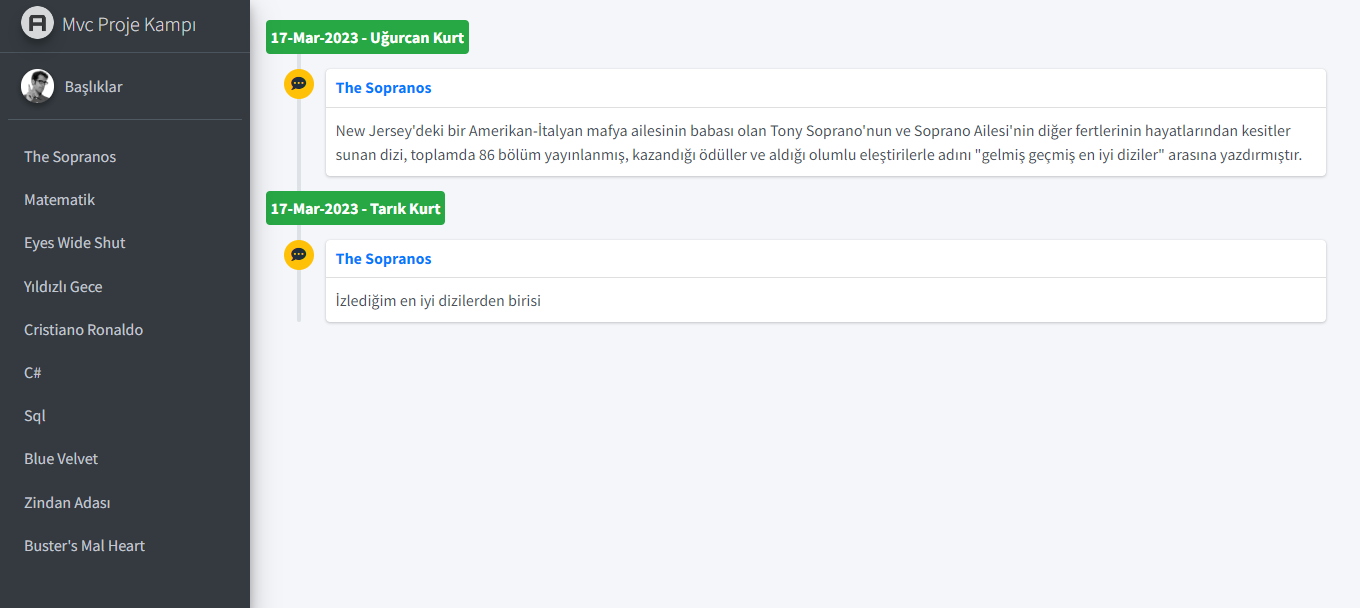 Mvc Proje Kampı
Başlıklar
The Sopranos
Matematik
Eyes Wide Shut
Yıldızlı Gece
Cristiano Ronaldo
C#
Sql
Blue Velvet
Zindan Adası
Buster's Mal Heart
17-Mar-2023 - Uğurcan Kurt
The Sopranos
New Jersey'deki bir Amerikan-İtalyan mafya ailesinin babası olan Tony Soprano'nun ve Soprano Ailesi'nin diğer fertlerinin hayatlarından kesitler
sunan dizi, toplamda 86 bölüm yayınlanmış, kazandığı ödüller ve aldığı olumlu eleştirilerle adını "gelmiş geçmiş en iyi diziler" arasına yazdırmıştır.
17-Mar-2023 - Tarık Kurt
The Sopranos
İzlediğim en iyi dizilerden birisi